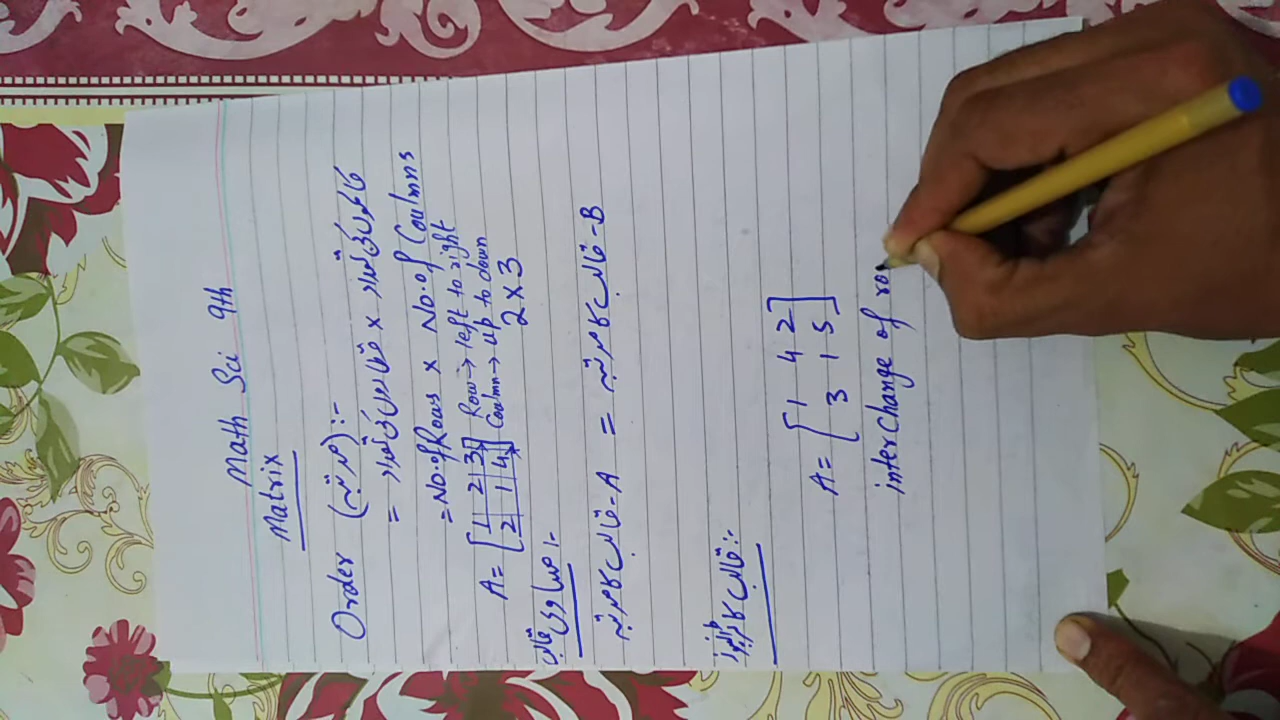 Math Sci 9th
Matrix
Order (مرتبہ):-
= قطاروں کی تعداد × کالموں کی تعداد
= No. of Rows × No. of Coulmns
A = [1 2 3] Row → left to right
[2 1 4] Coulmn → up to down
2 × 3
مساوی قالب :-
قالب A- کا مرتبہ = قالب B- کا مرتبہ
قالب کا ٹرانسپوز :-
A = [1 4 2]
[3 1 5]
interchange of ro